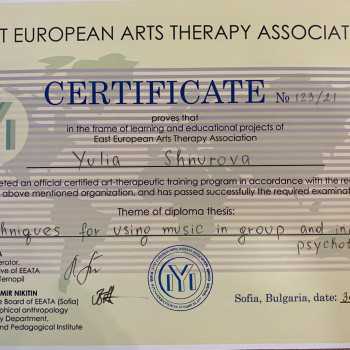 T EUROPEAN ARTS THERAPY ASSOCIAT
CERTIFICATE № 123/21
proves that
in the frame of learning and educational projects of
East European Arts Therapy Association
Yulia Shnurova
eted an official certified art-therapeutic training program in accordance with the req
above mentioned organization, and has passed successfully the required examinat
Theme of diploma thesis:
chniques for using music in group and in
psychot
erator,
ive of EEATA
Ternopil
MIR NIKITIN
e Board of EEATA (Sofia)
ophical anthropology
y Department,
and Pedagogical Institute
Sofia, Bulgaria, date: